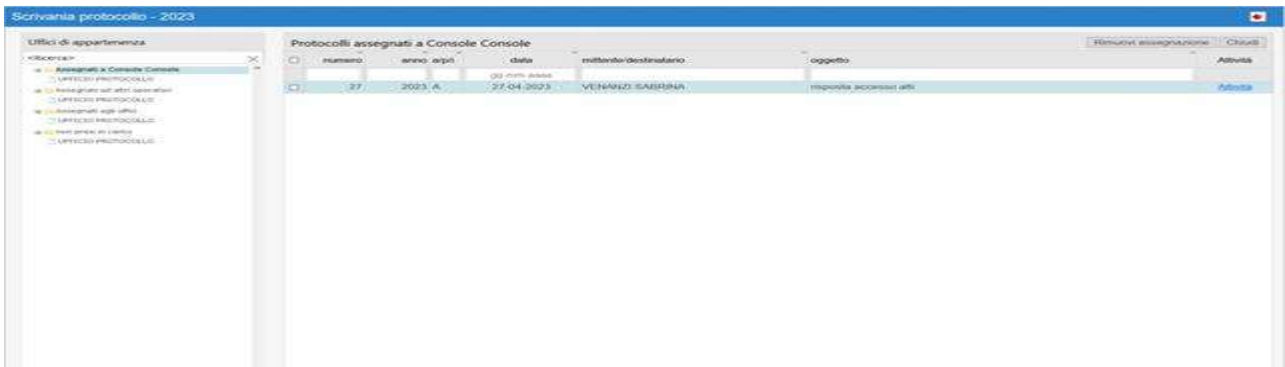 Scrivania protocollo - 2023
Uffici di appartenenza
<Ricerca>
Assegnati a Console Console
UFFICIO PROTOCOLLO
Assegnati ad altri operatori
UFFICIO PROTOCOLLO
Assegnati agli uffici
UFFICIO PROTOCOLLO
Non presi in carico
UFFICIO PROTOCOLLO
Protocolli assegnati a Console Console
Rimuovi assegnazione Chiudi
numero anno a/p/i data mittente/destinatario oggetto Attività
gg-mm-aaaa
27 2023 A 27-04-2023 VENANZI SABRINA risposta accesso atti Attività